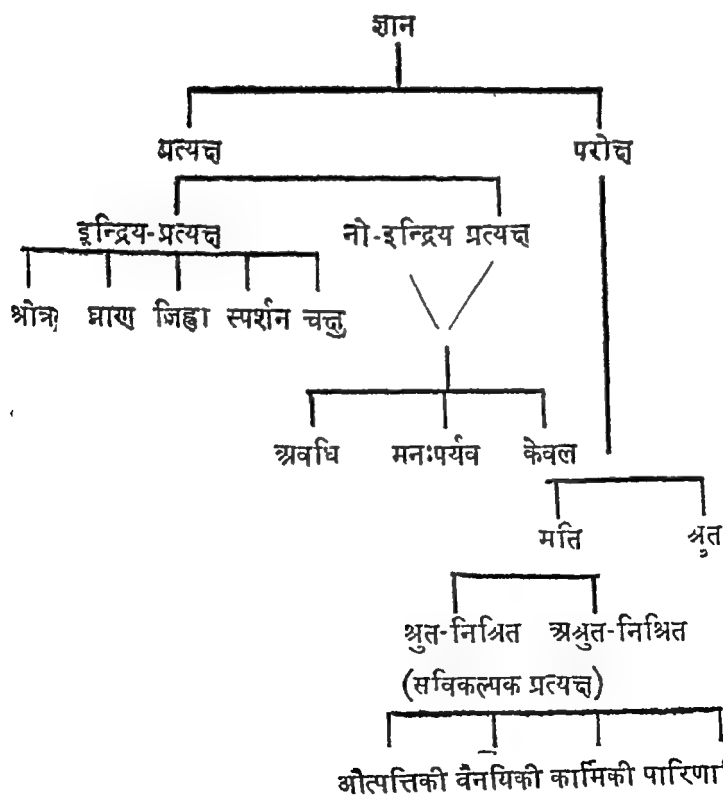 ज्ञान
प्रत्यक्ष परोक्ष
इन्द्रिय-प्रत्यक्ष नो-इन्द्रिय प्रत्यक्ष
श्रोत्र घ्राण जिह्वा स्पर्शन चक्षु
अवधि मनःपर्यव केवल
मति श्रुत
श्रुत-निश्रित अश्रुत-निश्रित
(सविकल्पक प्रत्यक्ष)
औत्पत्तिकी वैनयिकी कार्मिकी